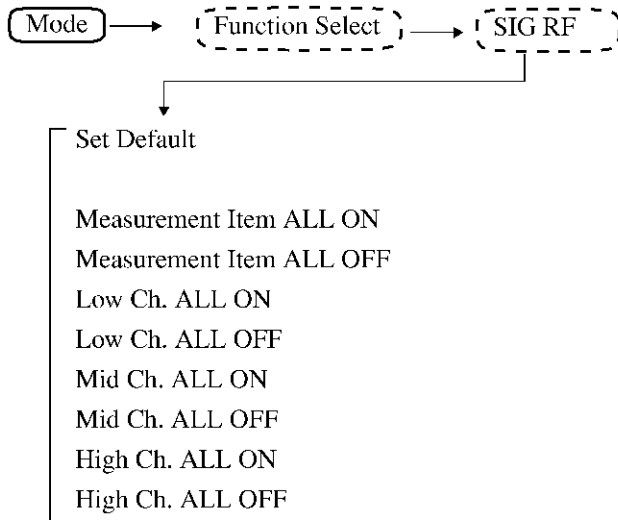 Mode Function Select SIG RF
Set Default
Measurement Item ALL ON
Measurement Item ALL OFF
Low Ch. ALL ON
Low Ch. ALL OFF
Mid Ch. ALL ON
Mid Ch. ALL OFF
High Ch. ALL ON
High Ch. ALL OFF